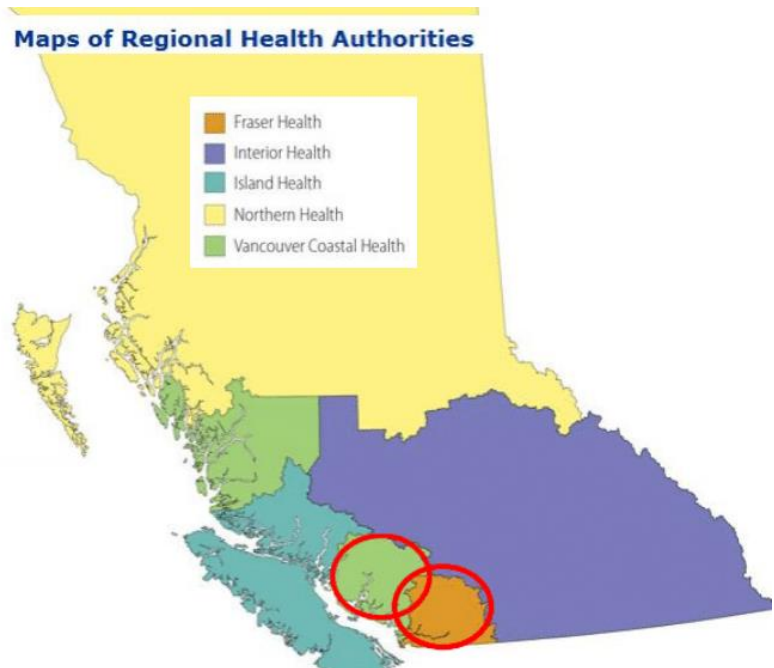 Maps of Regional Health Authorities
Fraser Health
Interior Health
Island Health
Northern Health
Vancouver Coastal Health